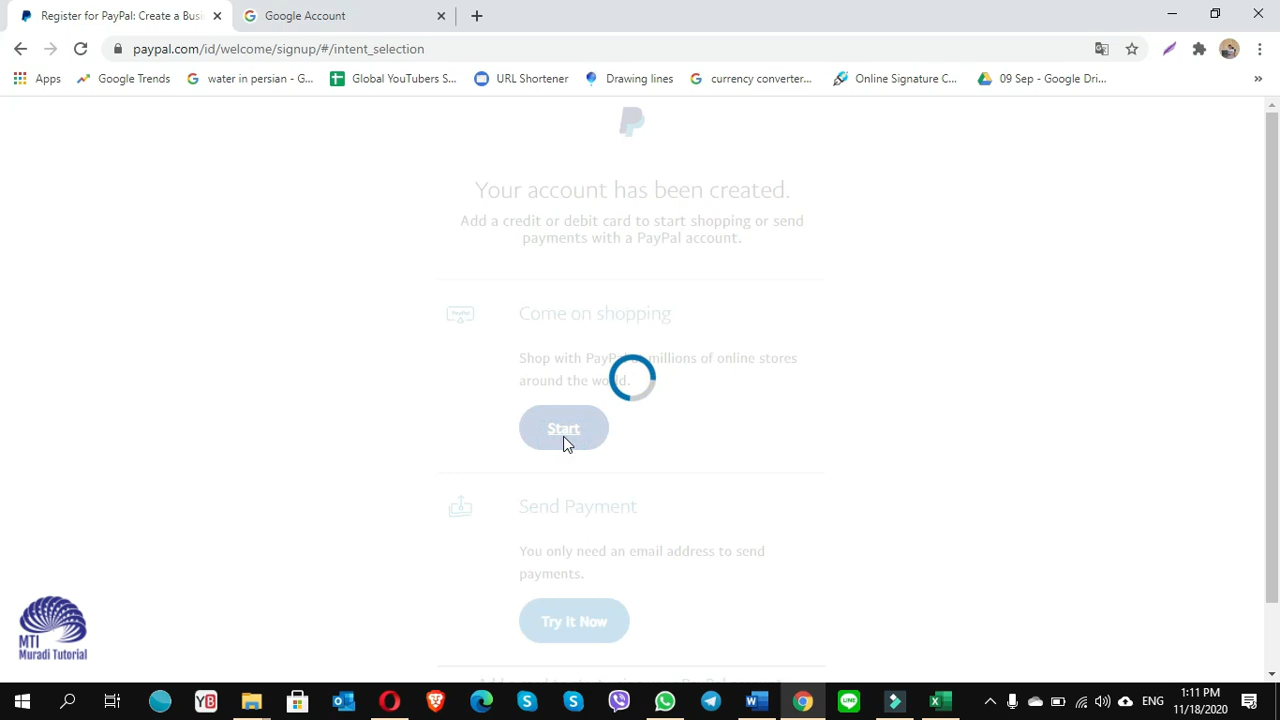 Register for PayPal: Create a Busi
Google Account
paypal.com/id/welcome/signup/#/intent_selection
Apps
Google Trends
water in persian - G...
Global YouTubers S...
URL Shortener
Drawing lines
currency converter...
Online Signature C...
09 Sep - Google Dri...
»
Your account has been created.
Add a credit or debit card to start shopping or send
payments with a PayPal account.
PayPal
Come on shopping
Shop with PayPal millions of online stores
around the world.
Start
Send Payment
You only need an email address to send
payments.
Try It Now
MTI
Muradi Tutorial
ENG
1:11 PM
11/18/2020